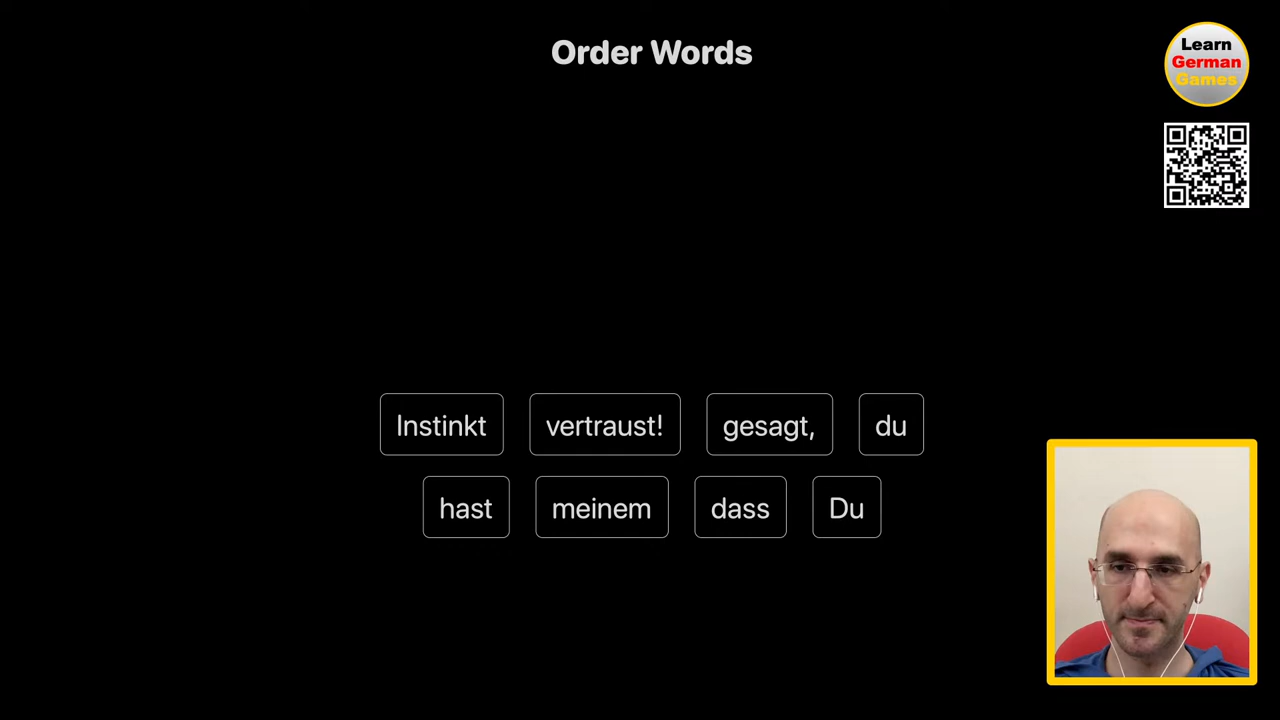 Order Words
Learn
German
Games
Instinkt vertraust! gesagt, du
hast meinem dass Du